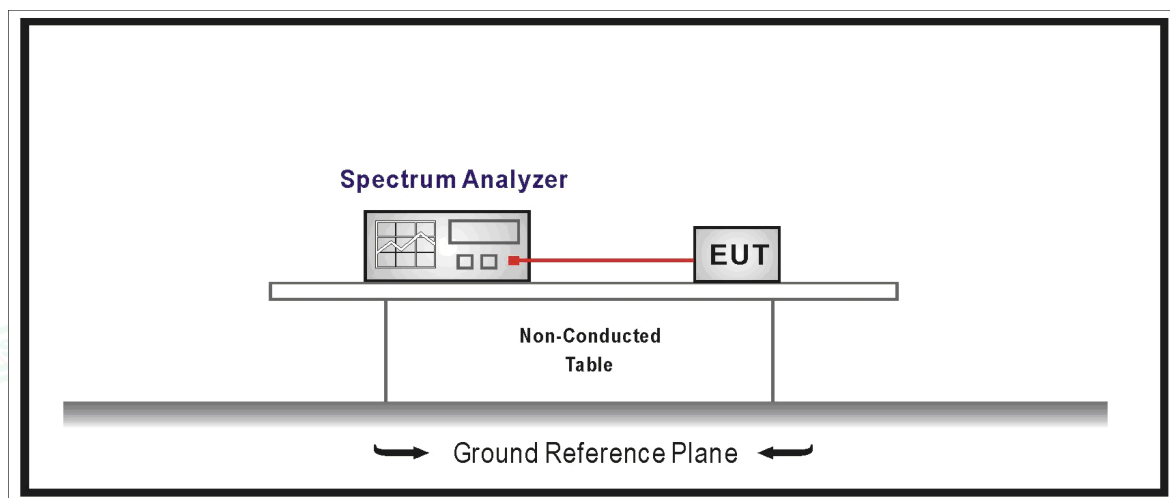 Spectrum Analyzer
EUT
Non-Conducted
Table
Ground Reference Plane